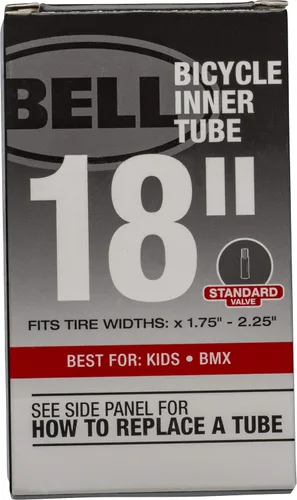 BELL
BICYCLE
INNER
TUBE
18"
STANDARD
VALVE
FITS TIRE WIDTHS: x 1.75" - 2.25"
BEST FOR: KIDS • BMX
SEE SIDE PANEL FOR
HOW TO REPLACE A TUBE